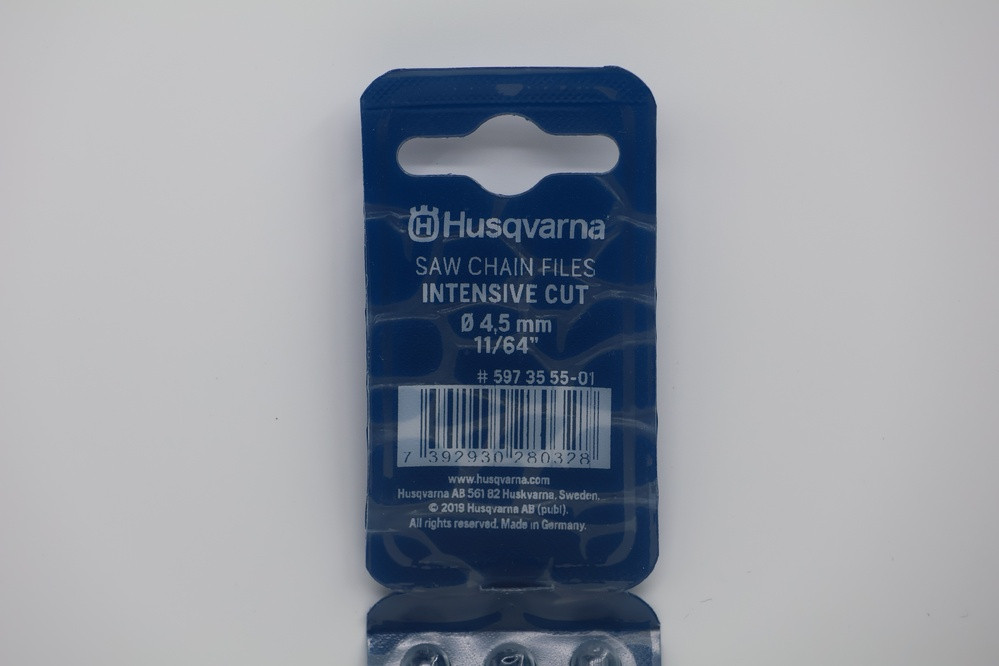 Husqvarna
SAW CHAIN FILES
INTENSIVE CUT
Ø 4,5 mm
11/64"
# 597 35 55-01
7 392930 280328
www.husqvarna.com
Husqvarna AB 561 82 Huskvarna, Sweden.
© 2019 Husqvarna AB (publ).
All rights reserved. Made in Germany.